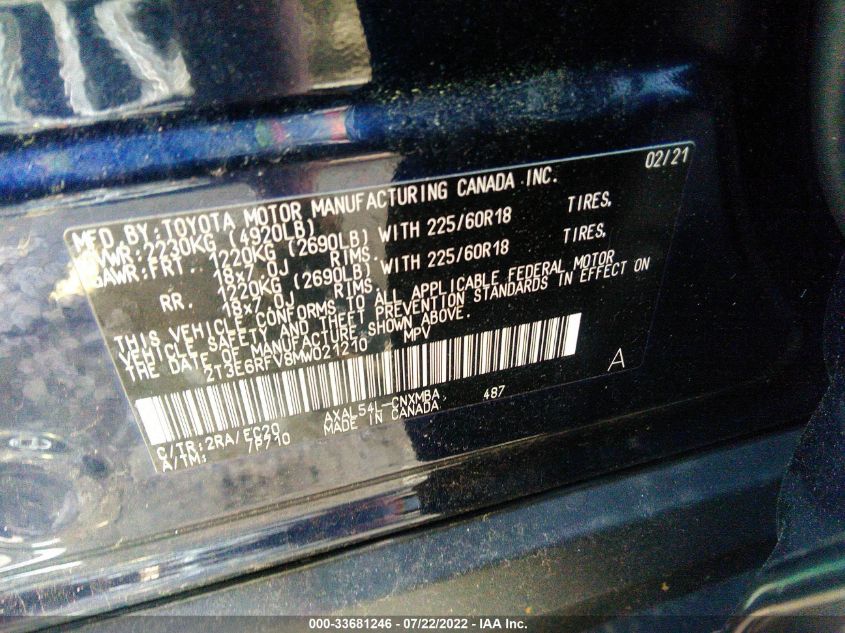 02/21
MFD.BY:TOYOTA MOTOR MANUFACTURING CANADA INC.
GVWR:2230KG (4920LB)
GAWR:FRT. 1220KG (2690LB) WITH 225/60R18 TIRES,
18x7.0J RIMS.
RR. 1220KG (2690LB) WITH 225/60R18 TIRES,
18x7.0J RIMS.
THIS VEHICLE CONFORMS TO ALL APPLICABLE FEDERAL MOTOR
VEHICLE SAFETY AND THEFT PREVENTION STANDARDS IN EFFECT ON
THE DATE OF MANUFACTURE SHOWN ABOVE.
2T3E6RFV8MW021210 MPV
A
C/TR:2RA/EC20 AXAL54L-CNXMBA 487
A/TM: /P710 MADE IN CANADA
000-33681246 - 07/22/2022 - IAA Inc.